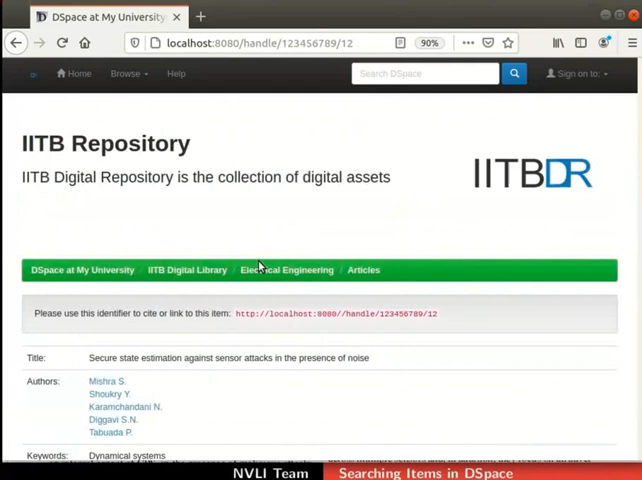 DSpace at My University
localhost:8080/handle/123456789/12
90%
Home
Browse
Help
Search DSpace
Sign on to:
IITB Repository
IITB Digital Repository is the collection of digital assets
IITBDR
DSpace at My University / IITB Digital Library / Electrical Engineering / Articles
Please use this identifier to cite or link to this item: http://localhost:8080//handle/123456789/12
Title: Secure state estimation against sensor attacks in the presence of noise
Authors: Mishra S.
Shoukry Y.
Karamchandani N.
Diggavi S.N.
Tabuada P.
Keywords: Dynamical systems
NVLI Team Searching Items in DSpace